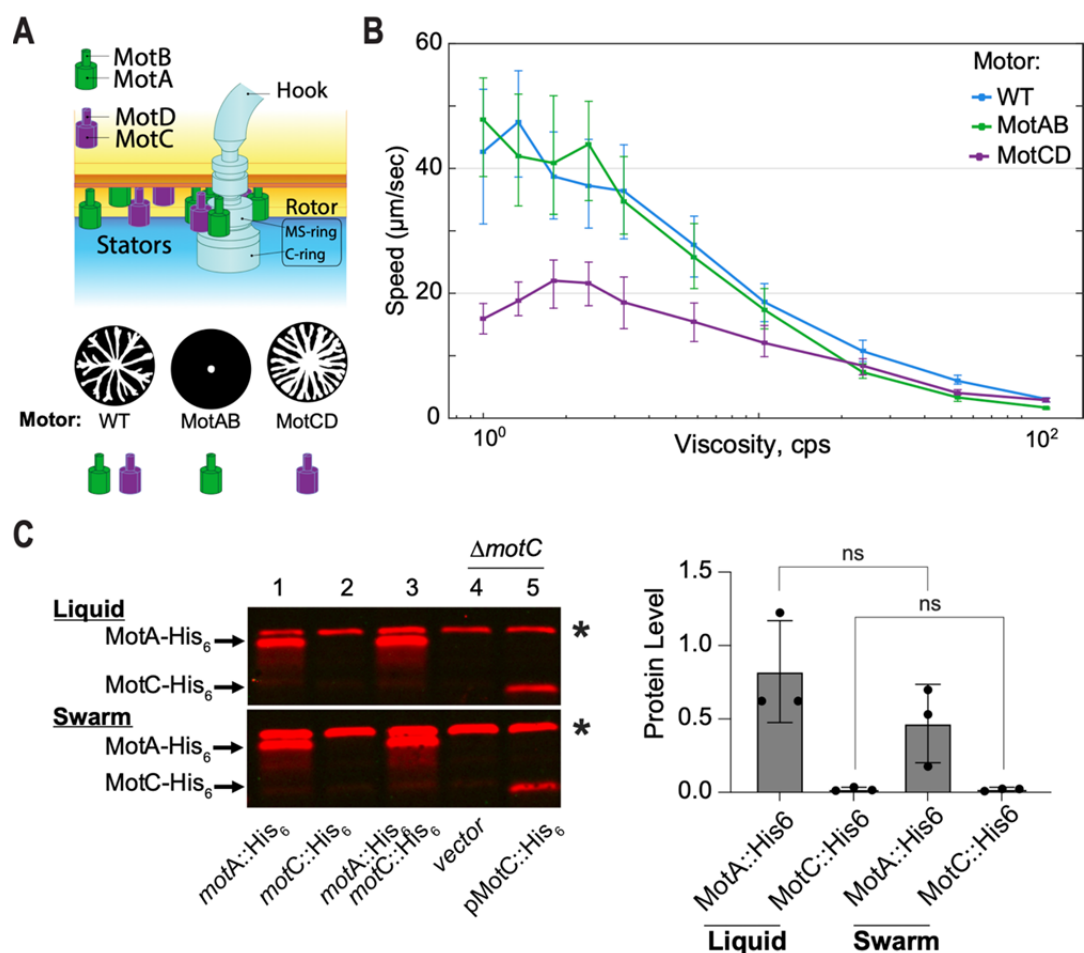 A
MotB
MotA
MotD
MotC
Hook
Rotor
MS-ring
C-ring
Stators
Motor: WT MotAB MotCD
B
60
40
20
0
Speed (μm/sec)
10⁰ 10²
Viscosity, cps
Motor:
WT
MotAB
MotCD
C
ΔmotC
1 2 3 4 5
Liquid
MotA-His₆
*
MotC-His₆
Swarm
MotA-His₆
*
MotC-His₆
motA::His₆
motC::His₆
motA::His₆
motC::His₆
vector
pMotC::His₆
ns
ns
1.5
1.0
0.5
0.0
Protein Level
MotA::His6
MotC::His6
MotA::His6
MotC::His6
Liquid Swarm